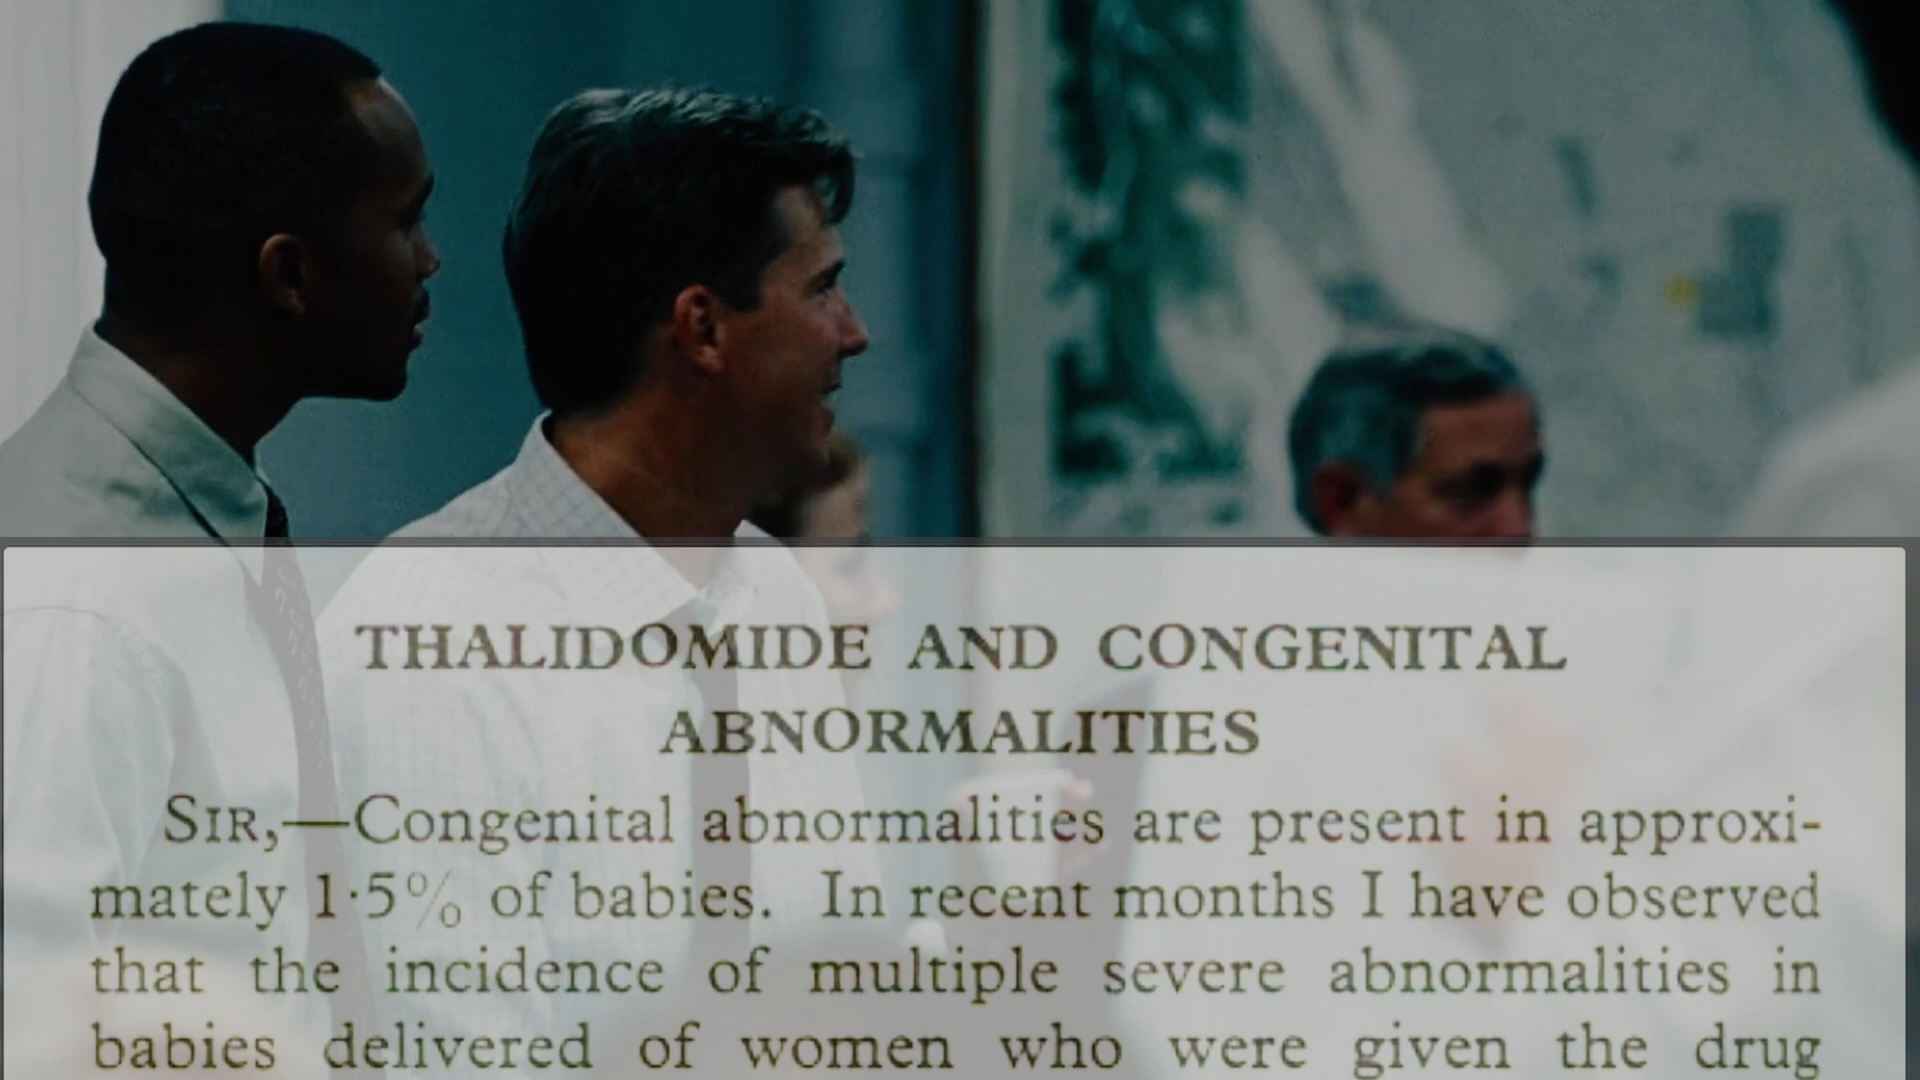 THALIDOMIDE AND CONGENITAL
ABNORMALITIES
SIR,—Congenital abnormalities are present in approxi-
mately 1·5% of babies. In recent months I have observed
that the incidence of multiple severe abnormalities in
babies delivered of women who were given the drug